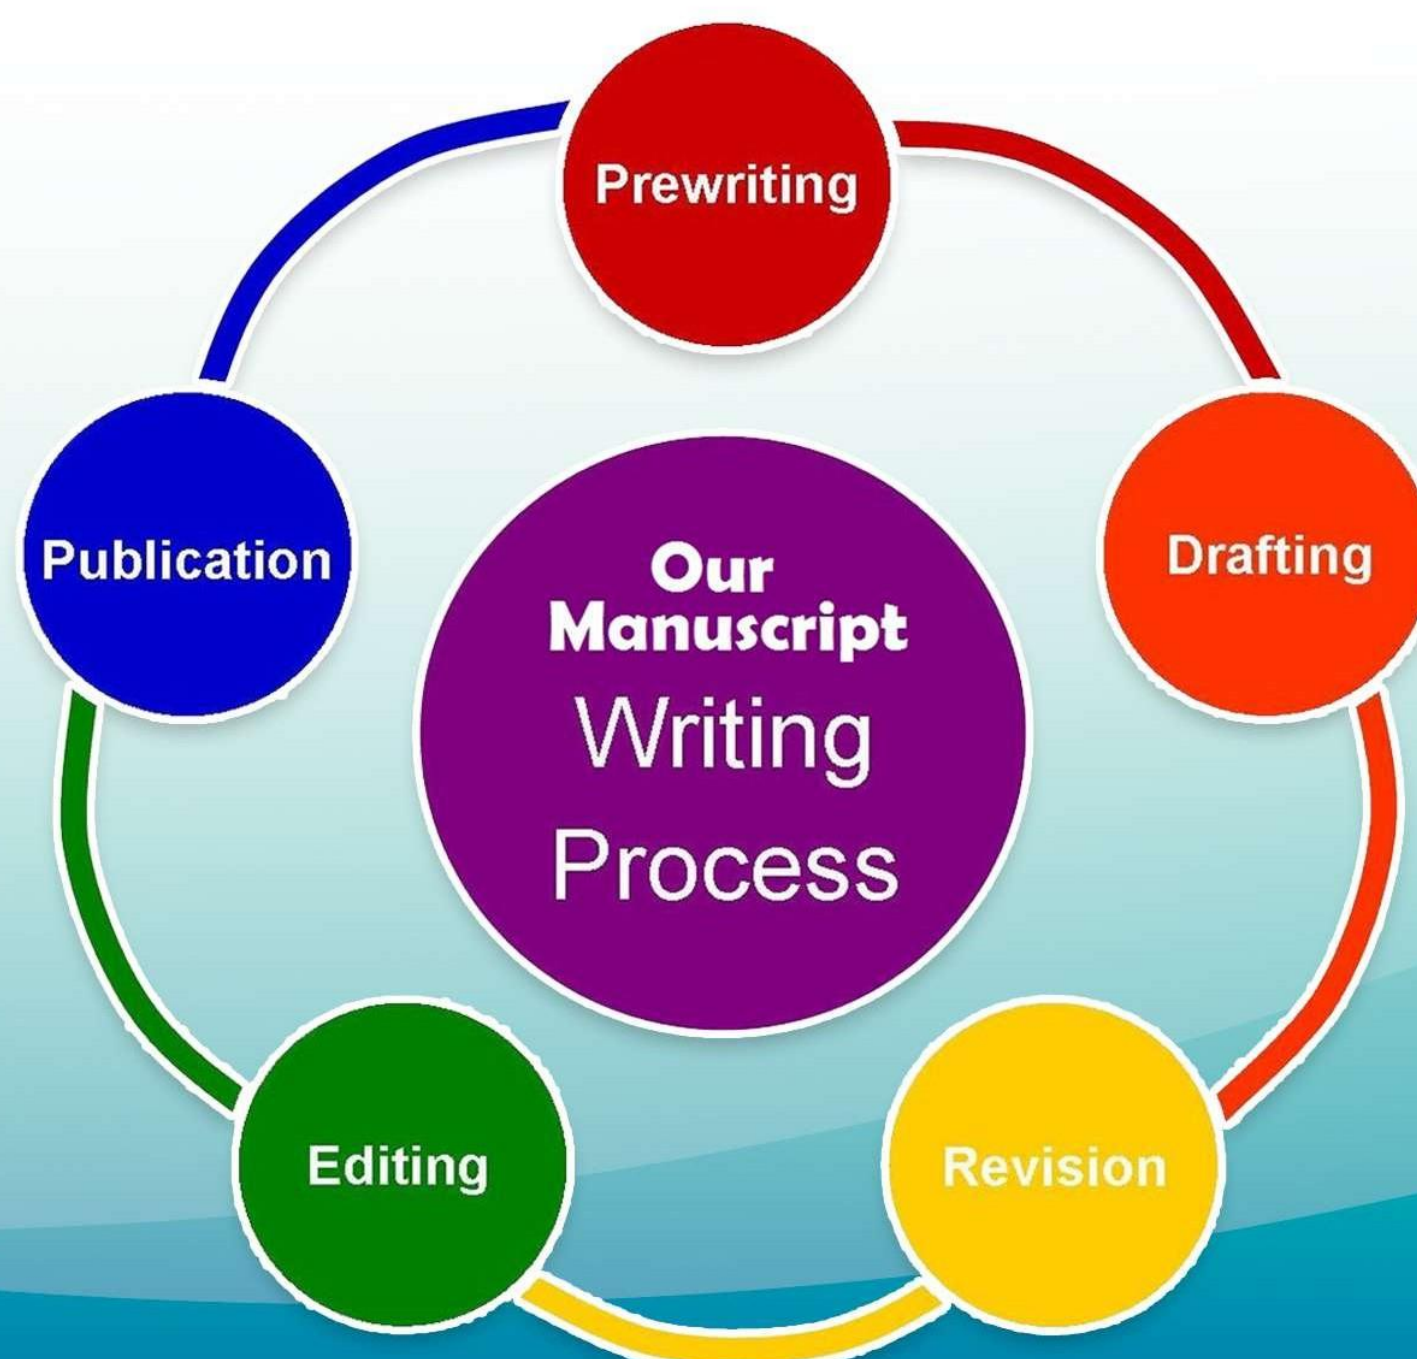 Prewriting
Drafting
Revision
Editing
Publication
Our
Manuscript
Writing
Process